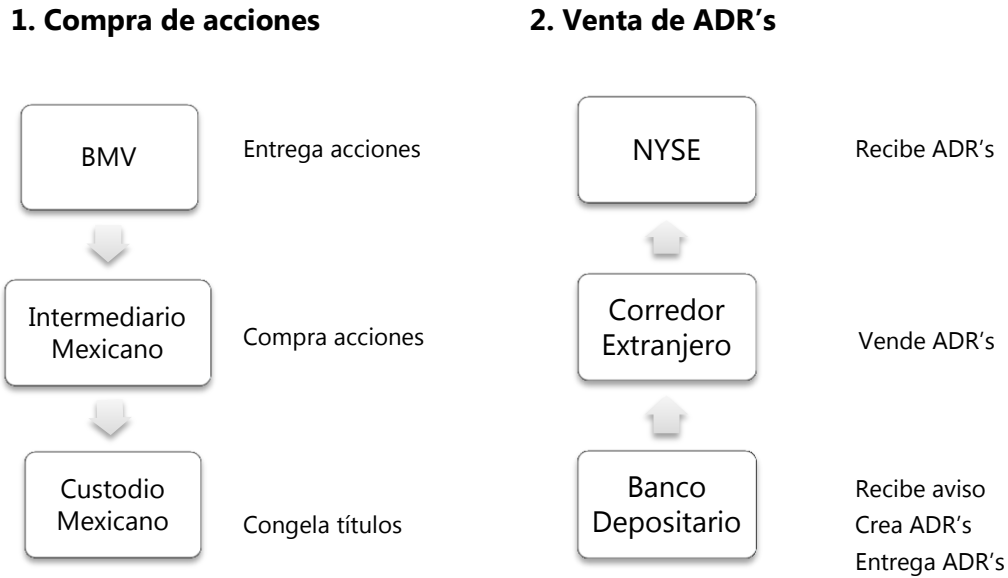 1. Compra de acciones
BMV
Entrega acciones
Intermediario
Mexicano
Compra acciones
Custodio
Mexicano
Congela títulos
2. Venta de ADR’s
NYSE
Recibe ADR’s
Corredor
Extranjero
Vende ADR’s
Banco
Depositario
Recibe aviso
Crea ADR’s
Entrega ADR’s